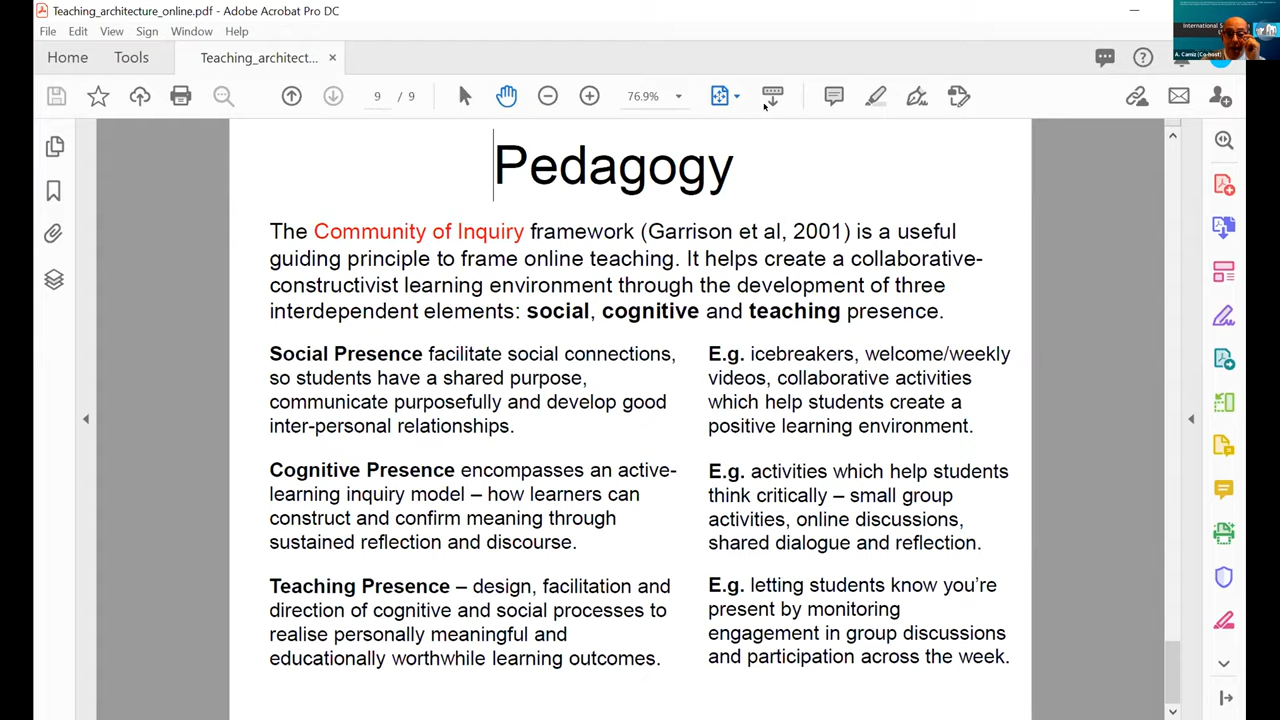 Teaching_architecture_online.pdf - Adobe Acrobat Pro DC
File Edit View Sign Window Help
Home Tools Teaching_architect... ×
9 / 9 76.9%
International S
A. Camiz (Co-host)
Pedagogy
The Community of Inquiry framework (Garrison et al, 2001) is a useful
guiding principle to frame online teaching. It helps create a collaborative-
constructivist learning environment through the development of three
interdependent elements: social, cognitive and teaching presence.
Social Presence facilitate social connections,
so students have a shared purpose,
communicate purposefully and develop good
inter-personal relationships.
E.g. icebreakers, welcome/weekly
videos, collaborative activities
which help students create a
positive learning environment.
Cognitive Presence encompasses an active-
learning inquiry model – how learners can
construct and confirm meaning through
sustained reflection and discourse.
E.g. activities which help students
think critically – small group
activities, online discussions,
shared dialogue and reflection.
Teaching Presence – design, facilitation and
direction of cognitive and social processes to
realise personally meaningful and
educationally worthwhile learning outcomes.
E.g. letting students know you're
present by monitoring
engagement in group discussions
and participation across the week.